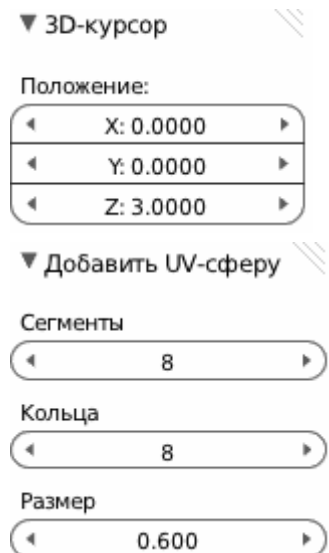 3D-курсор
Положение:
X: 0.0000
Y: 0.0000
Z: 3.0000
Добавить UV-сферу
Сегменты
8
Кольца
8
Размер
0.600